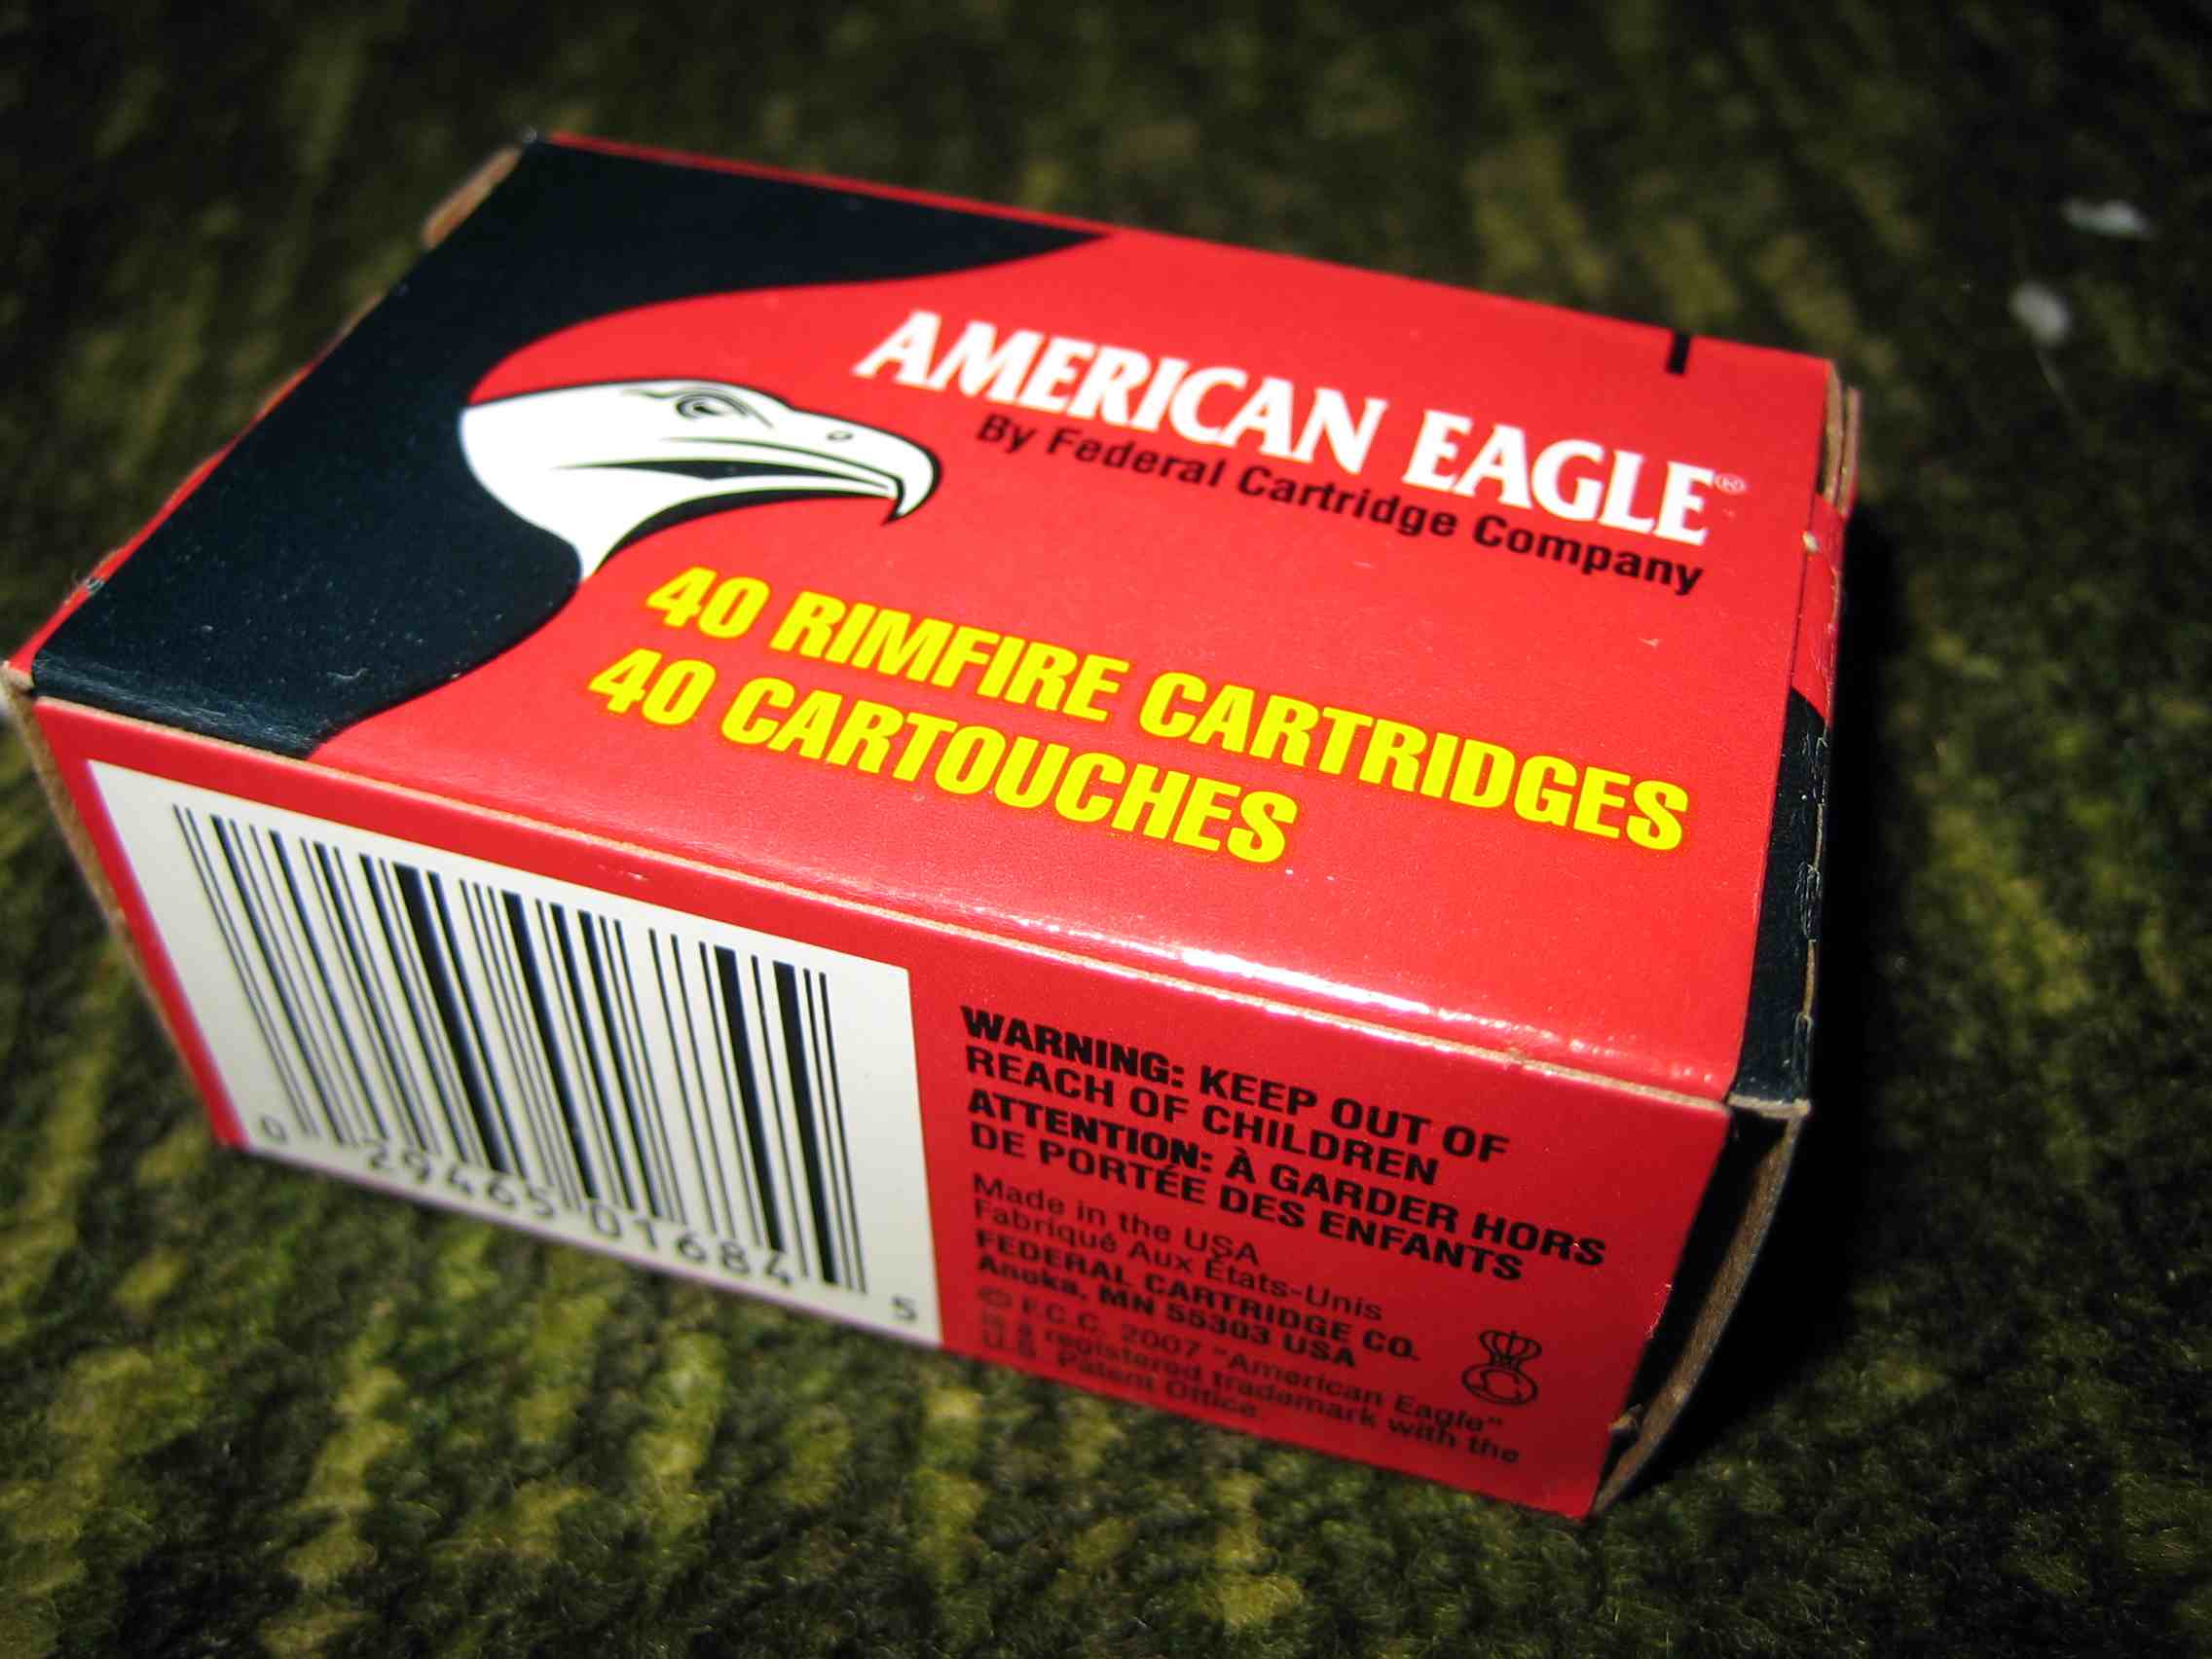 AMERICAN EAGLE®
By Federal Cartridge Company
40 RIMFIRE CARTRIDGES
40 CARTOUCHES
0 29465 01684 5
WARNING: KEEP OUT OF
REACH OF CHILDREN
ATTENTION: À GARDER HORS
DE PORTÉE DES ENFANTS
Made in the USA
Fabriqué Aux États-Unis
FEDERAL CARTRIDGE CO.
Anoka, MN 55303 USA
© F.C.C. 2007 "American Eagle"
is a registered trademark with the
U.S. Patent Office